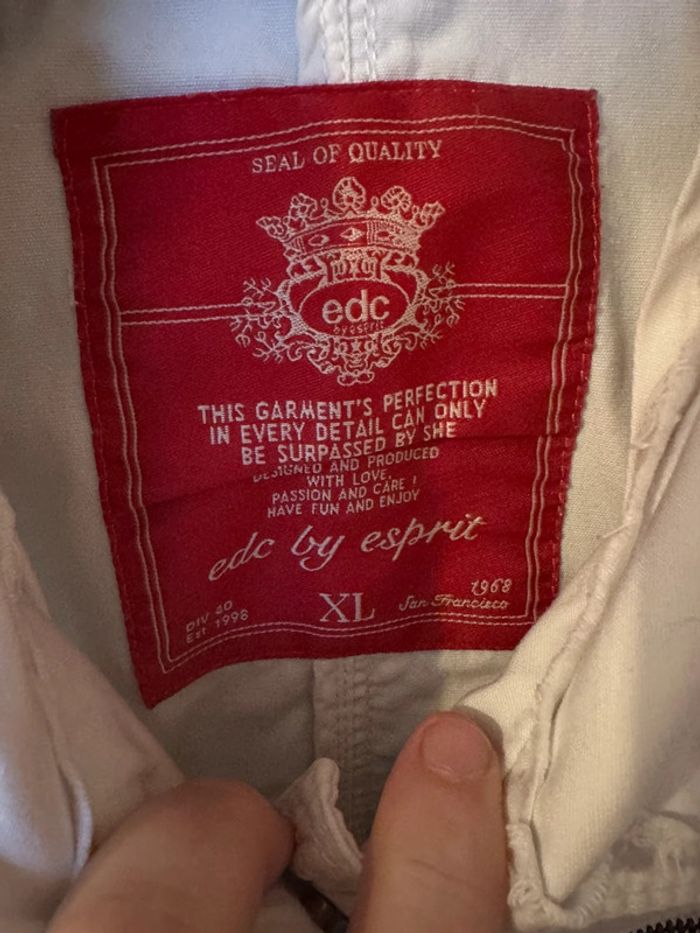 SEAL OF QUALITY
edc
by esprit
THIS GARMENT'S PERFECTION
IN EVERY DETAIL CAN ONLY
BE SURPASSED BY SHE
DESIGNED AND PRODUCED
WITH LOVE,
PASSION AND CARE !
HAVE FUN AND ENJOY
edc by esprit
DIV 40
Est. 1998
XL
1968
San Francisco